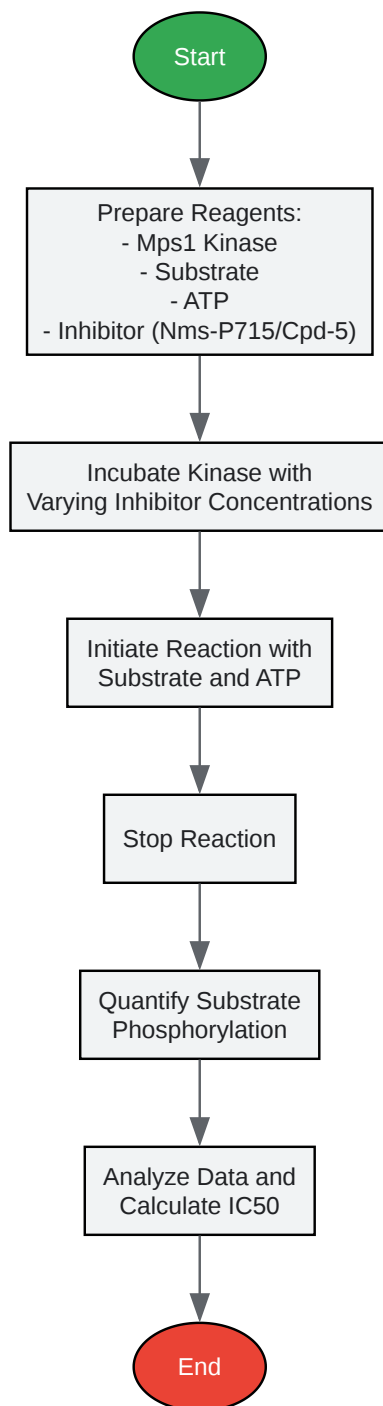 Start
Prepare Reagents:
- Mps1 Kinase
- Substrate
- ATP
- Inhibitor (Nms-P715/Cpd-5)
Incubate Kinase with
Varying Inhibitor Concentrations
Initiate Reaction with
Substrate and ATP
Stop Reaction
Quantify Substrate
Phosphorylation
Analyze Data and
Calculate IC50
End